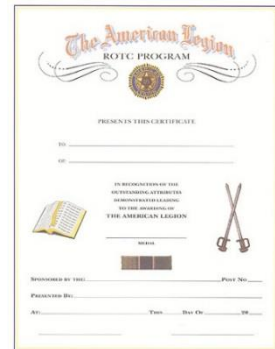 The American Legion
ROTC PROGRAM
PRESENTS THIS CERTIFICATE
TO
OF
IN RECOGNITION OF THE
OUTSTANDING ATTRIBUTES
DEMONSTRATED LEADING
TO THE AWARDING OF
THE AMERICAN LEGION
MEDAL
SPONSORED BY THE: POST NO.
PRESENTED BY:
AT: THIS DAY OF 20